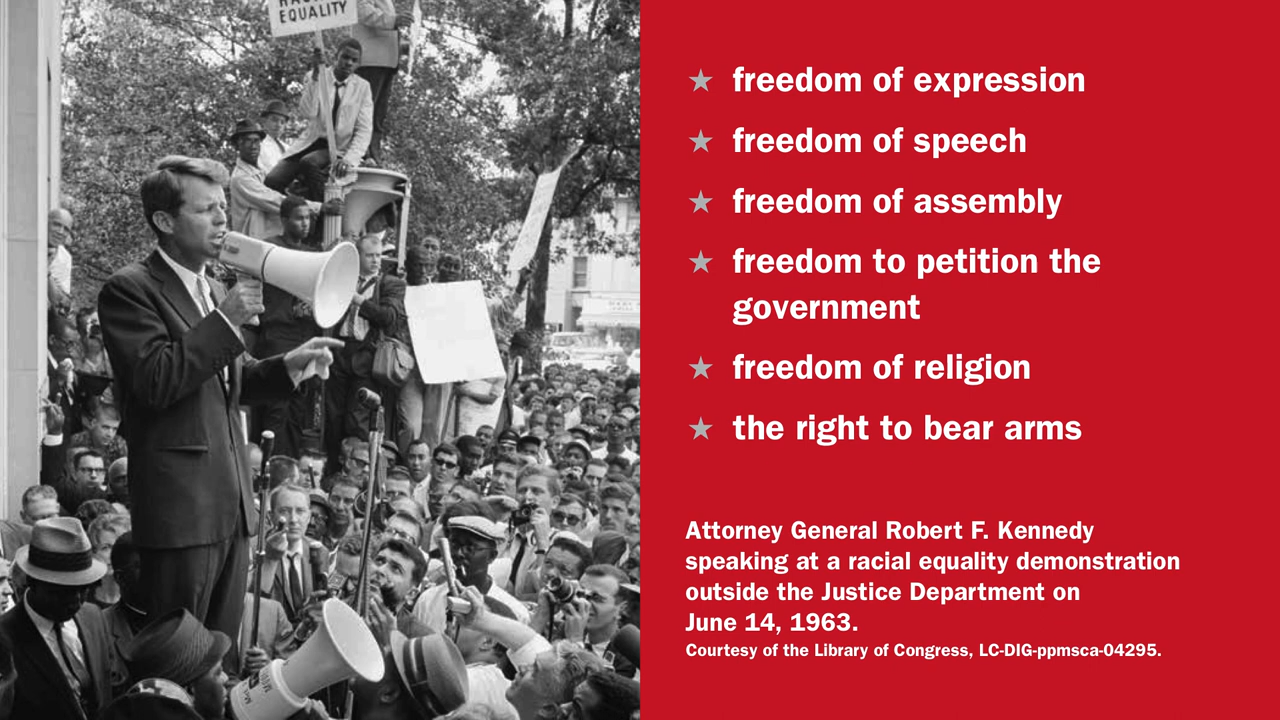 EQUALITY
freedom of expression
freedom of speech
freedom of assembly
freedom to petition the
government
freedom of religion
the right to bear arms
Attorney General Robert F. Kennedy
speaking at a racial equality demonstration
outside the Justice Department on
June 14, 1963.
Courtesy of the Library of Congress, LC-DIG-ppmsca-04295.